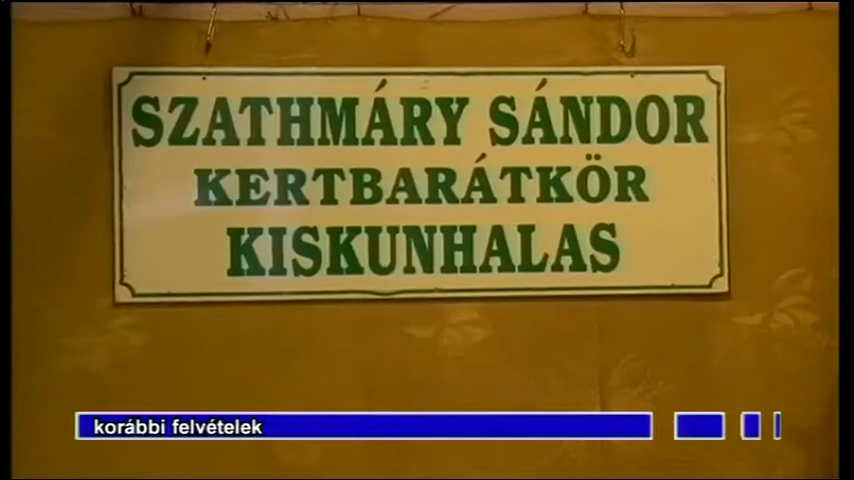 SZATHMÁRY SÁNDOR
KERTBARÁTKÖR
KISKUNHALAS
korábbi felvételek